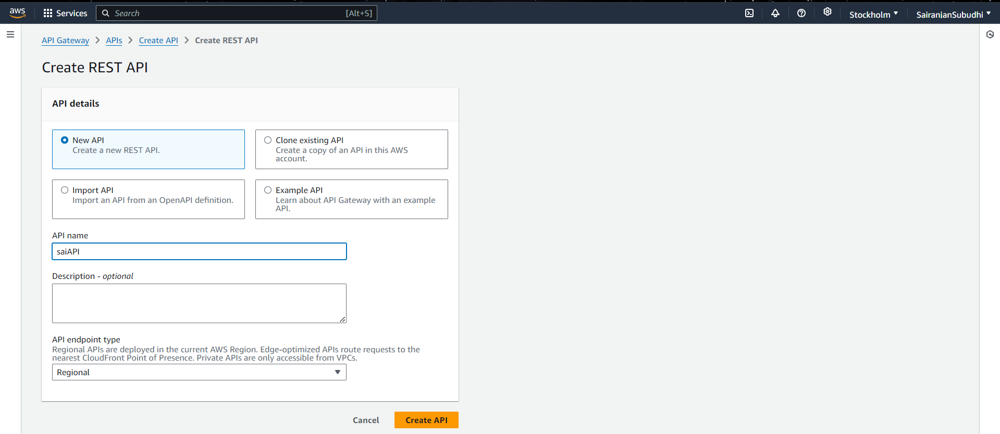 aws Services Search [Alt+S] Stockholm SairanjanSubudhi
API Gateway > APIs > Create API > Create REST API
Create REST API
API details
New API
Create a new REST API.
Clone existing API
Create a copy of an API in this AWS
account.
Import API
Import an API from an OpenAPI definition.
Example API
Learn about API Gateway with an example
API.
API name
saiAPI
Description - optional
API endpoint type
Regional APIs are deployed in the current AWS Region. Edge-optimized APIs route requests to the
nearest CloudFront Point of Presence. Private APIs are only accessible from VPCs.
Regional
Cancel Create API